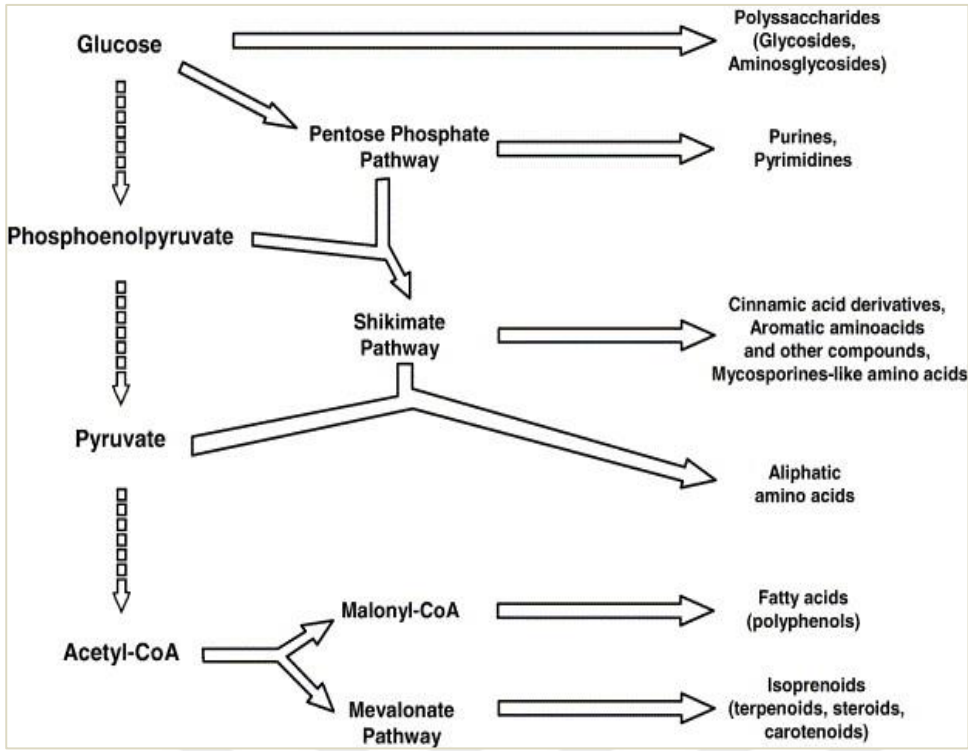 Glucose
Polyssaccharides
(Glycosides,
Aminosglycosides)
Pentose Phosphate
Pathway
Purines,
Pyrimidines
Phosphoenolpyruvate
Shikimate
Pathway
Cinnamic acid derivatives,
Aromatic aminoacids
and other compounds,
Mycosporines-like amino acids
Pyruvate
Aliphatic
amino acids
Acetyl-CoA
Malonyl-CoA
Fatty acids
(polyphenols)
Mevalonate
Pathway
Isoprenoids
(terpenoids, steroids,
carotenoids)